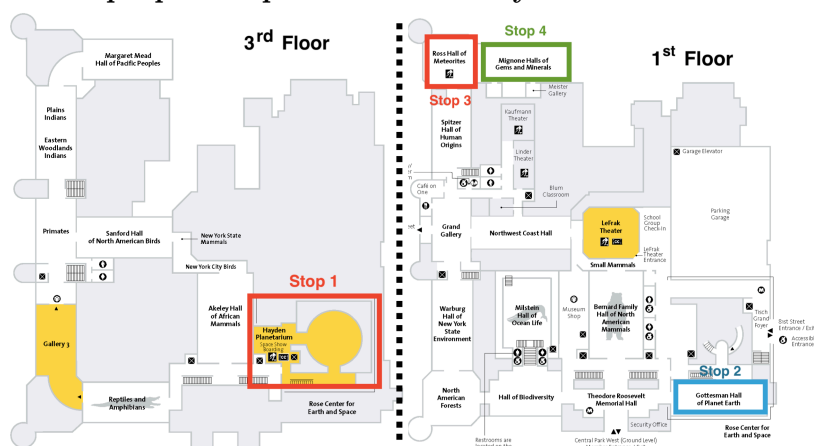 3rd Floor
Margaret Mead
Hall of Pacific Peoples
Plains
Indians
Eastern
Woodlands
Indians
Primates
Sanford Hall
of North American Birds
New York State
Mammals
New York City Birds
Akeley Hall
of African
Mammals
Stop 1
Hayden
Planetarium
Space Show
Boarding
Gallery 3
Reptiles and
Amphibians
Rose Center for
Earth and Space
1st Floor
Stop 4
Ross Hall of
Meteorites
Mignone Halls of
Gems and Minerals
Stop 3
Meister
Gallery
Spitzer
Hall of
Human
Origins
Kaufmann
Theater
Linder
Theater
Garage Elevator
Café on
One
Blum
Classroom
Grand
Gallery
Northwest Coast Hall
LeFrak
Theater
School
Group
Check-In
Parking
Garage
LeFrak
Theater
Entrance
Small Mammals
Warburg
Hall of
New York
State
Environment
Milstein
Hall of
Ocean Life
Museum
Shop
Bernard Family
Hall of North
American
Mammals
Tisch
Grand
Foyer
81st Street
Entrance / Exit
Accessible
Entrance
Stop 2
North
American
Forests
Hall of Biodiversity
Theodore Roosevelt
Memorial Hall
Gottesman Hall
of Planet Earth
Security Office
Rose Center for
Earth and Space
Restrooms are
located on the
Central Park West (Ground Level)